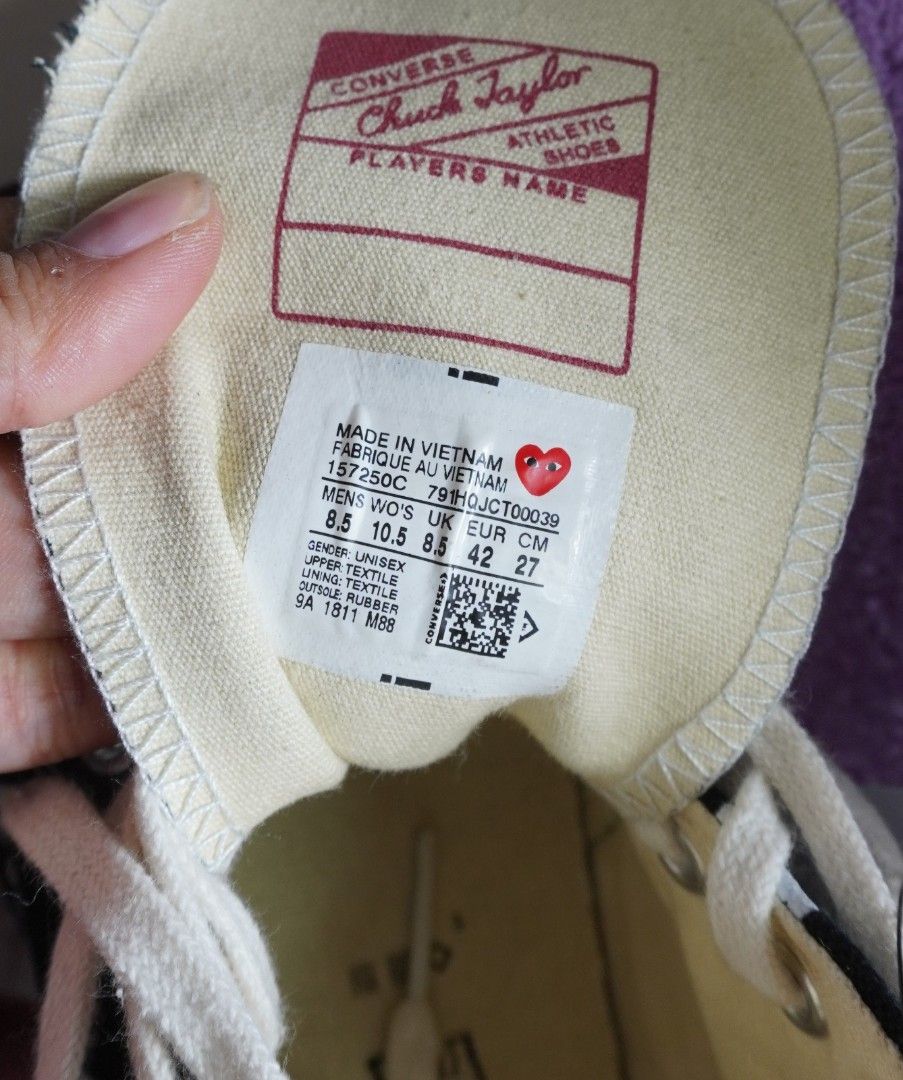 CONVERSE
Chuck Taylor
ATHLETIC
SHOES
PLAYERS NAME
MADE IN VIETNAM
FABRIQUE AU VIETNAM
157250C 791HQJCT00039
MENS WO'S UK EUR CM
8.5 10.5 8.5 42 27
GENDER: UNISEX
UPPER: TEXTILE
LINING: TEXTILE
OUTSOLE: RUBBER
9A 1811 M88
CONVERSE